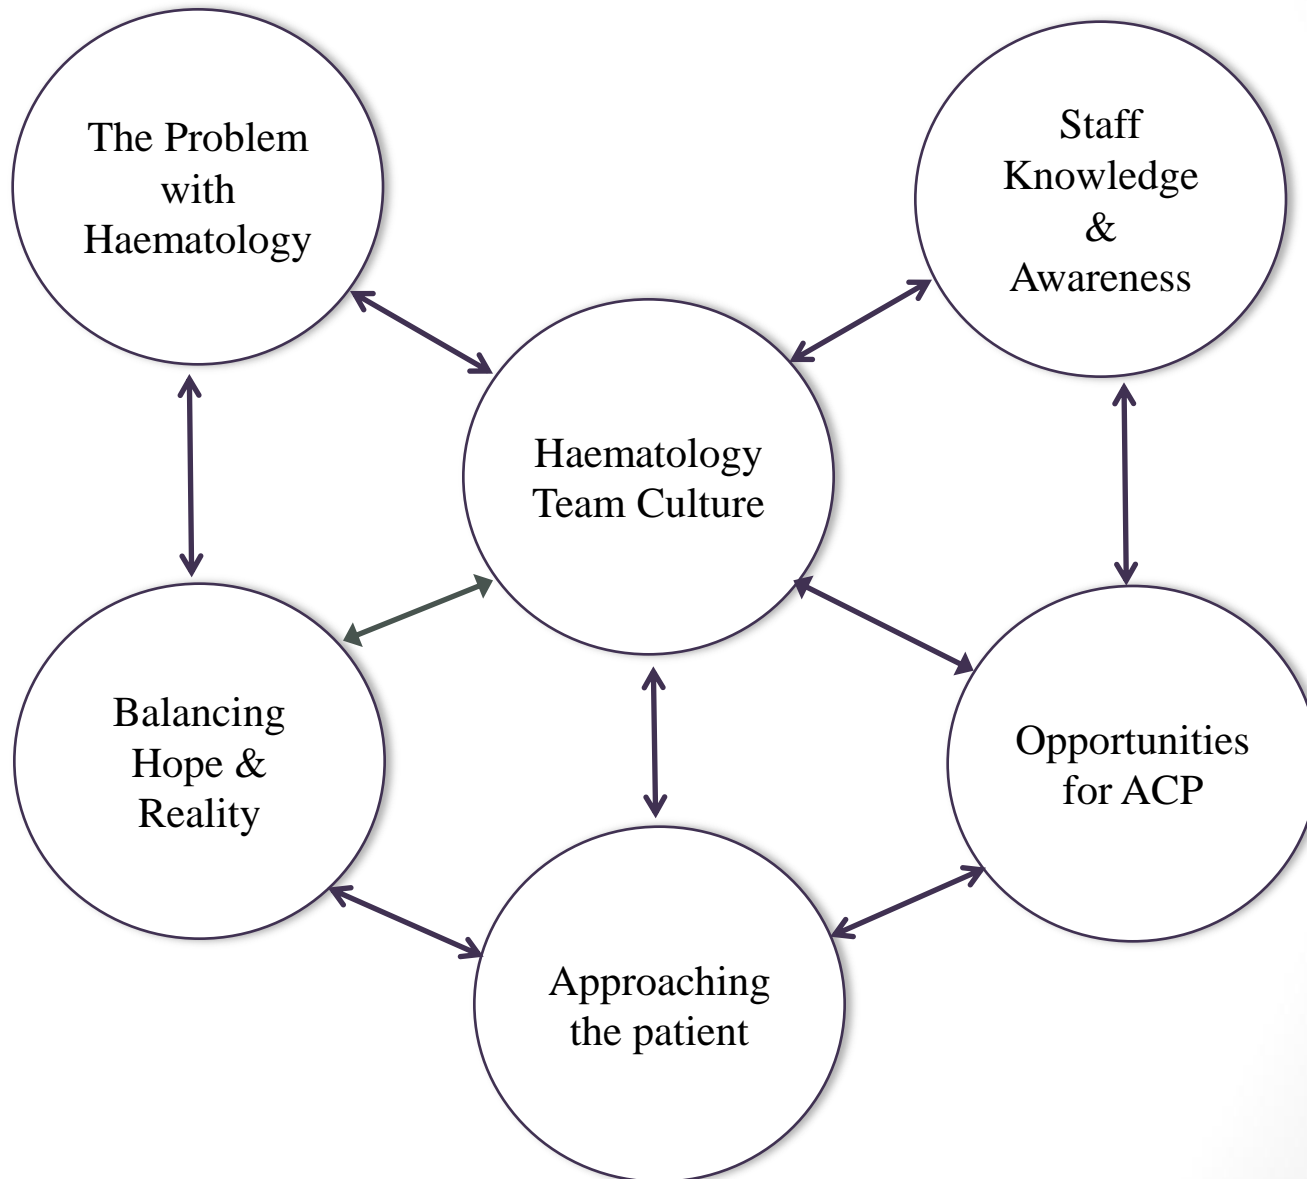 The Problem
with
Haematology
Staff
Knowledge
&
Awareness
Haematology
Team Culture
Balancing
Hope &
Reality
Opportunities
for ACP
Approaching
the patient